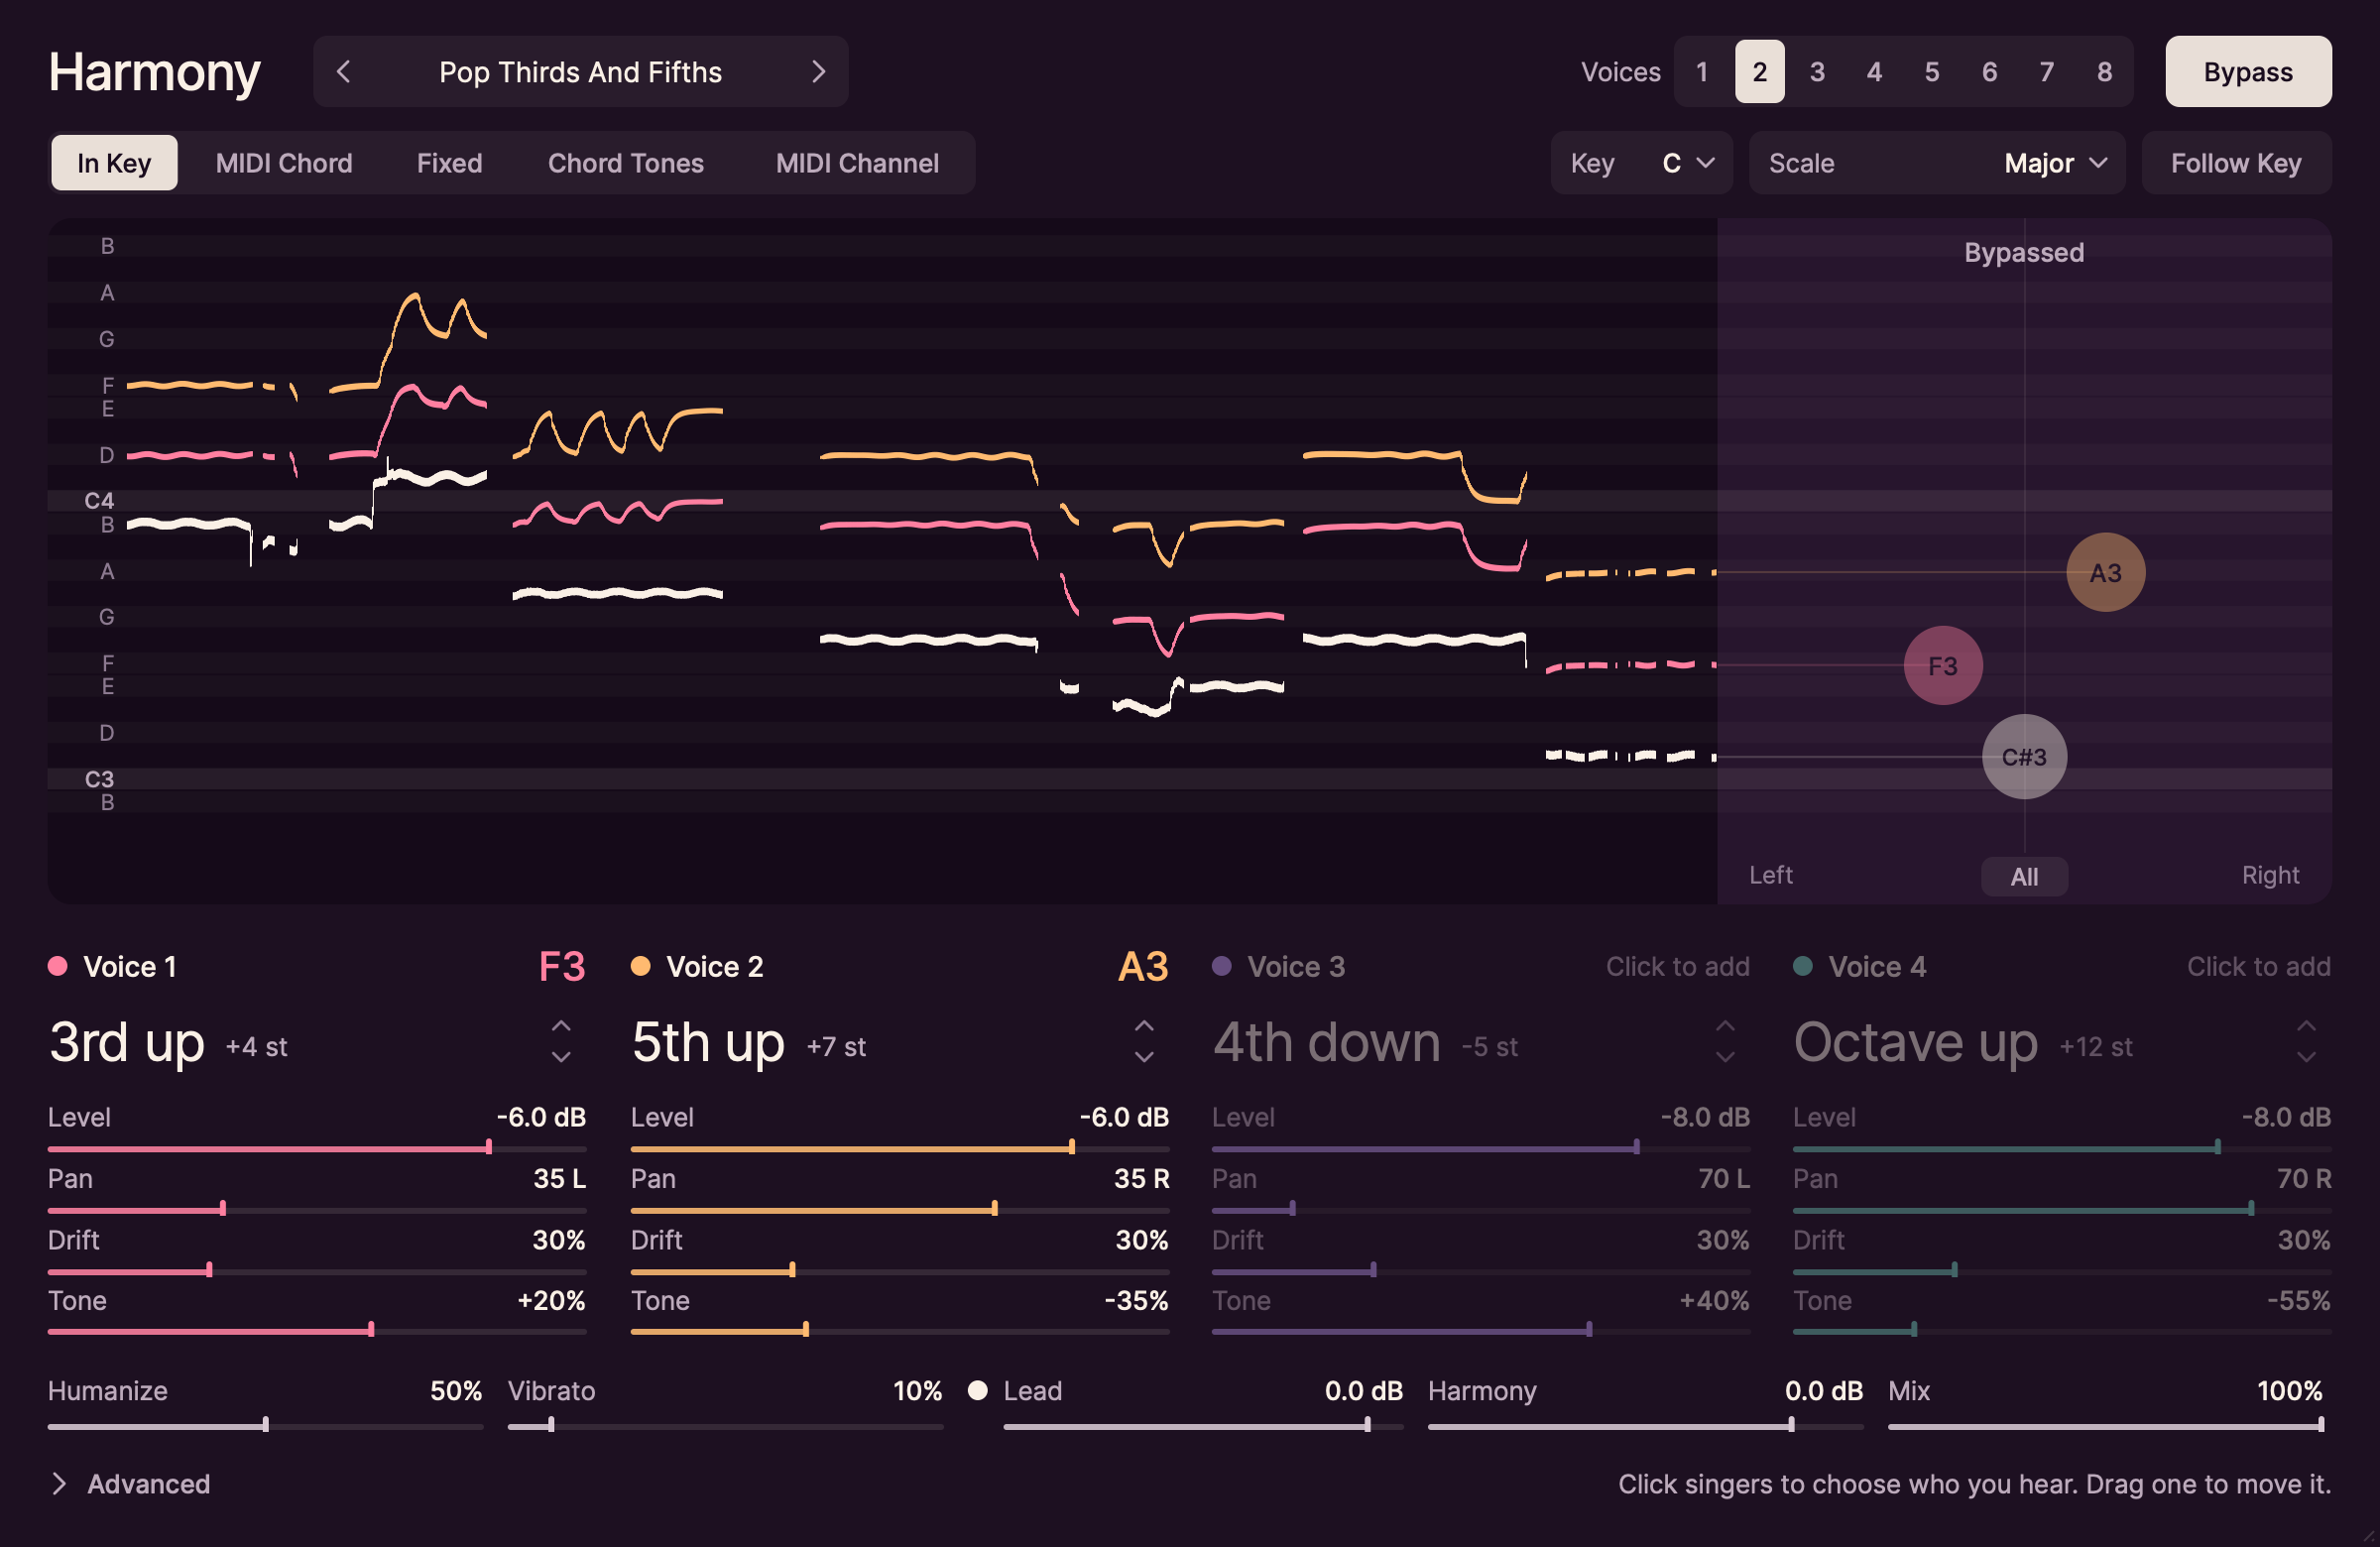 Harmony
Pop Thirds And Fifths
Voices 1 2 3 4 5 6 7 8
Bypass
In Key MIDI Chord Fixed Chord Tones MIDI Channel
Key C
Scale Major
Follow Key
B
A
G
F
E
D
C4
B
A
G
F
E
D
C3
B
Bypassed
A3
F3
C#3
Left All Right
Voice 1 F3
3rd up +4 st
Level -6.0 dB
Pan 35 L
Drift 30%
Tone +20%
Voice 2 A3
5th up +7 st
Level -6.0 dB
Pan 35 R
Drift 30%
Tone -35%
Voice 3 Click to add
4th down -5 st
Level -8.0 dB
Pan 70 L
Drift 30%
Tone +40%
Voice 4 Click to add
Octave up +12 st
Level -8.0 dB
Pan 70 R
Drift 30%
Tone -55%
Humanize 50%
Vibrato 10%
Lead 0.0 dB
Harmony 0.0 dB
Mix 100%
Advanced
Click singers to choose who you hear. Drag one to move it.